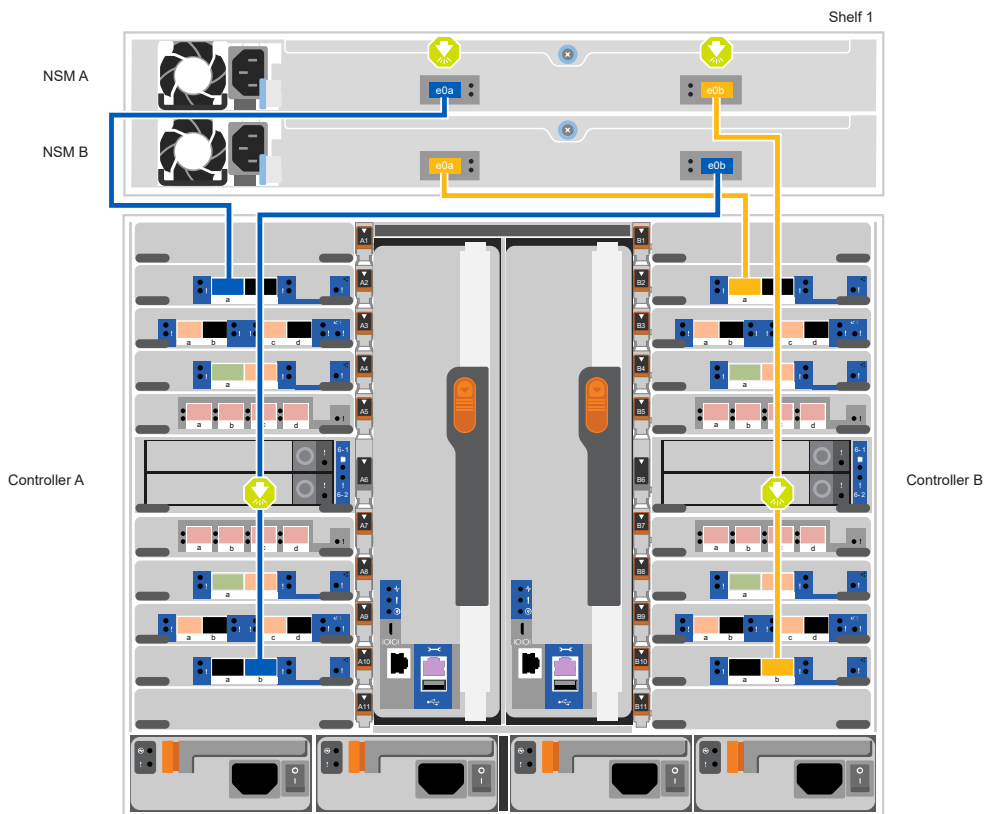 Shelf 1
NSM A
e0a e0b
NSM B
e0a e0b
A1 B1
A2 B2
a a
A3 B3
a b c d a b c d
A4 B4
a a
A5 B5
a b c d a b c d
6-1 6-1
Controller A A6 B6 Controller B
6-2 6-2
A7 B7
a b c d a b c d
A8 B8
a a
A9 B9
a b c d a b c d
A10 B10
a b a b
A11 B11